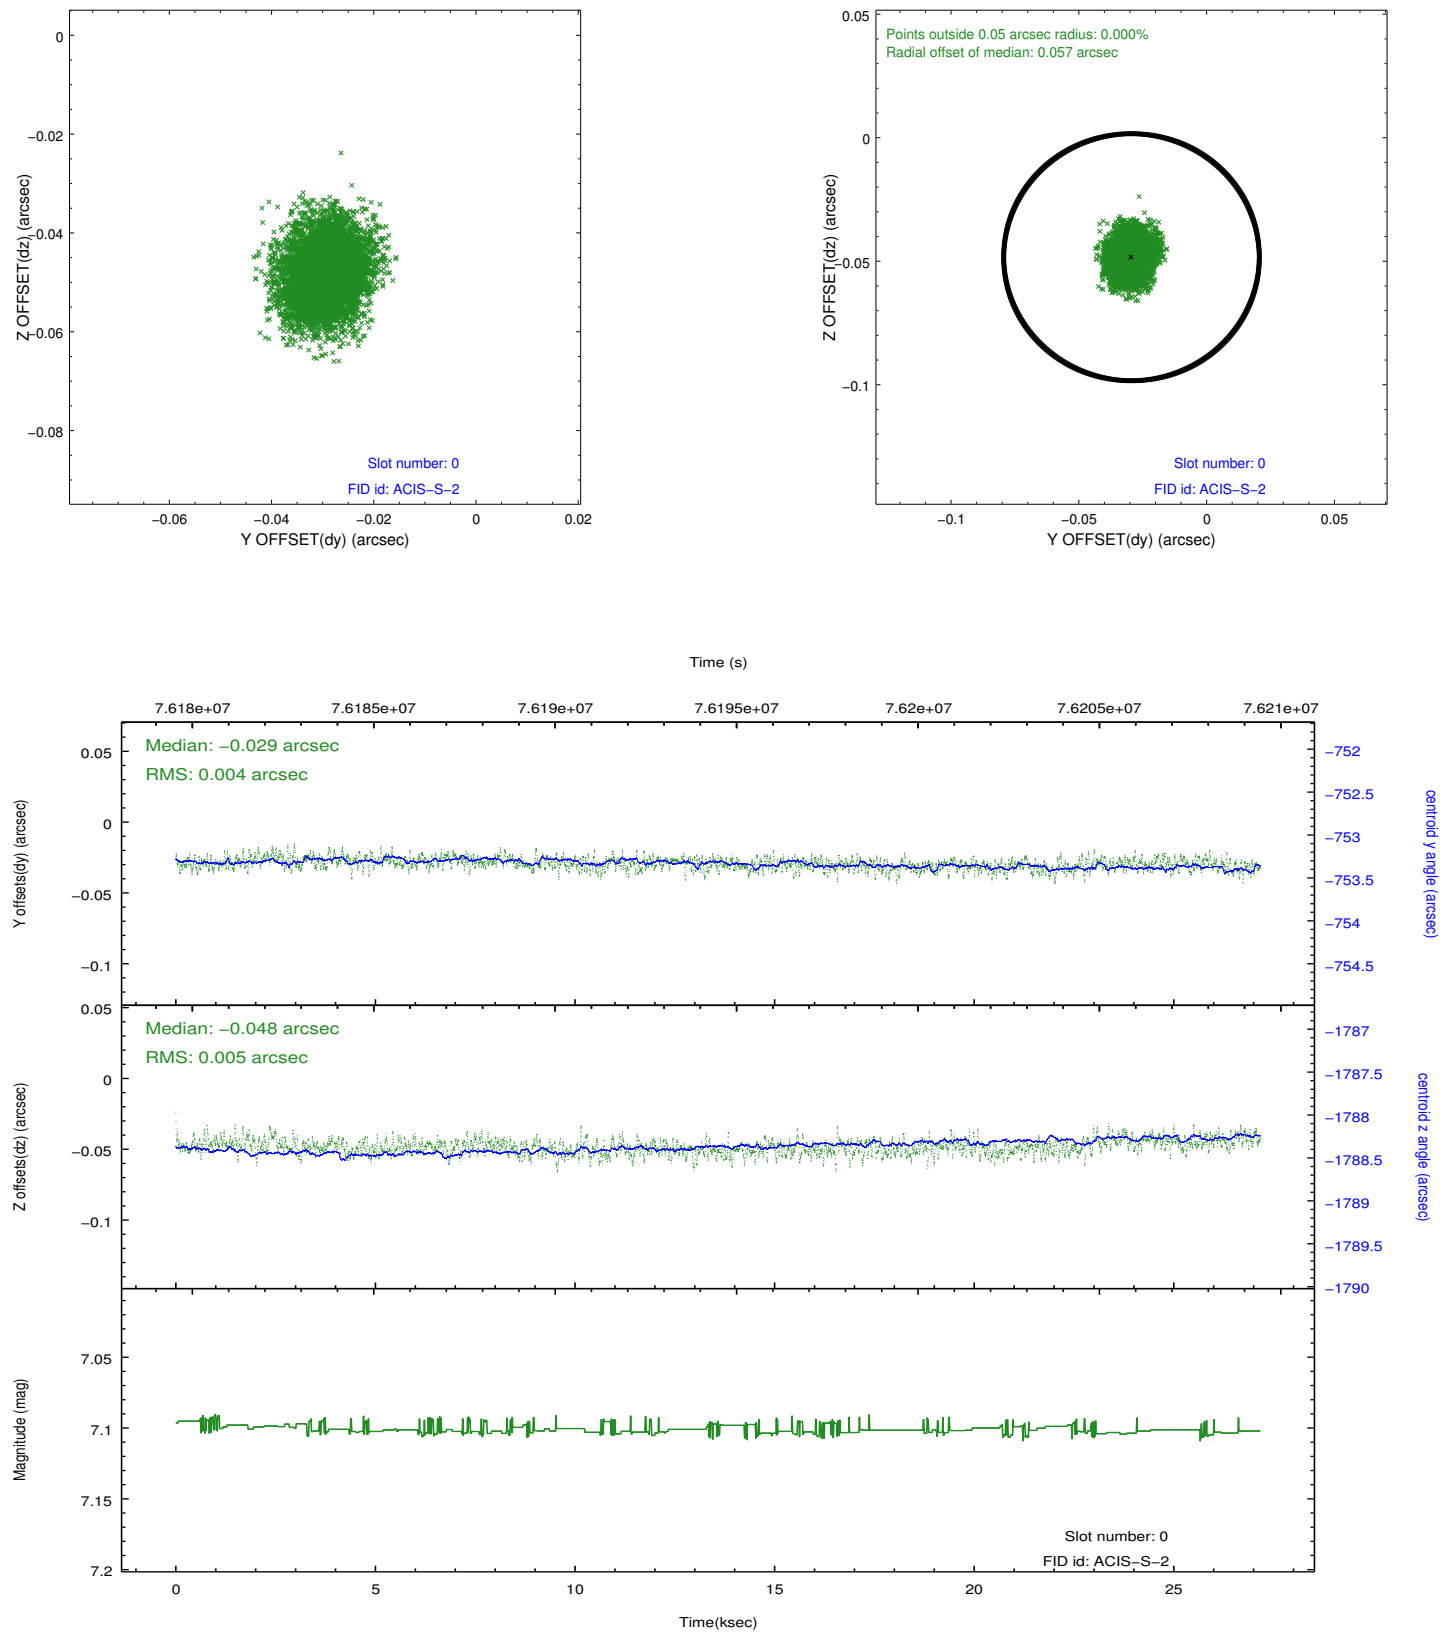 0
−0.02
−0.04
−0.06
−0.08
Z OFFSET(dz) (arcsec)
Slot number: 0
FID id: ACIS−S−2
−0.06
−0.04
−0.02
0
0.02
Y OFFSET(dy) (arcsec)
0.05
0
−0.05
−0.1
Z OFFSET(dz) (arcsec)
Points outside 0.05 arcsec radius: 0.000%
Radial offset of median: 0.057 arcsec
Slot number: 0
FID id: ACIS−S−2
−0.1
−0.05
0
0.05
Y OFFSET(dy) (arcsec)
Time (s)
7.618e+07
7.6185e+07
7.619e+07
7.6195e+07
7.62e+07
7.6205e+07
7.621e+07
Median: −0.029 arcsec
RMS: 0.004 arcsec
0.05
0
−0.05
−0.1
Y offsets(dy) (arcsec)
−752
−752.5
−753
−753.5
−754
−754.5
centroid y angle (arcsec)
Median: −0.048 arcsec
RMS: 0.005 arcsec
0.05
0
−0.05
−0.1
Z offsets(dz) (arcsec)
−1787
−1787.5
−1788
−1788.5
−1789
−1789.5
−1790
centroid z angle (arcsec)
7.05
7.1
7.15
7.2
Magnitude (mag)
Slot number: 0
FID id: ACIS−S−2
0
5
10
15
20
25
Time(ksec)